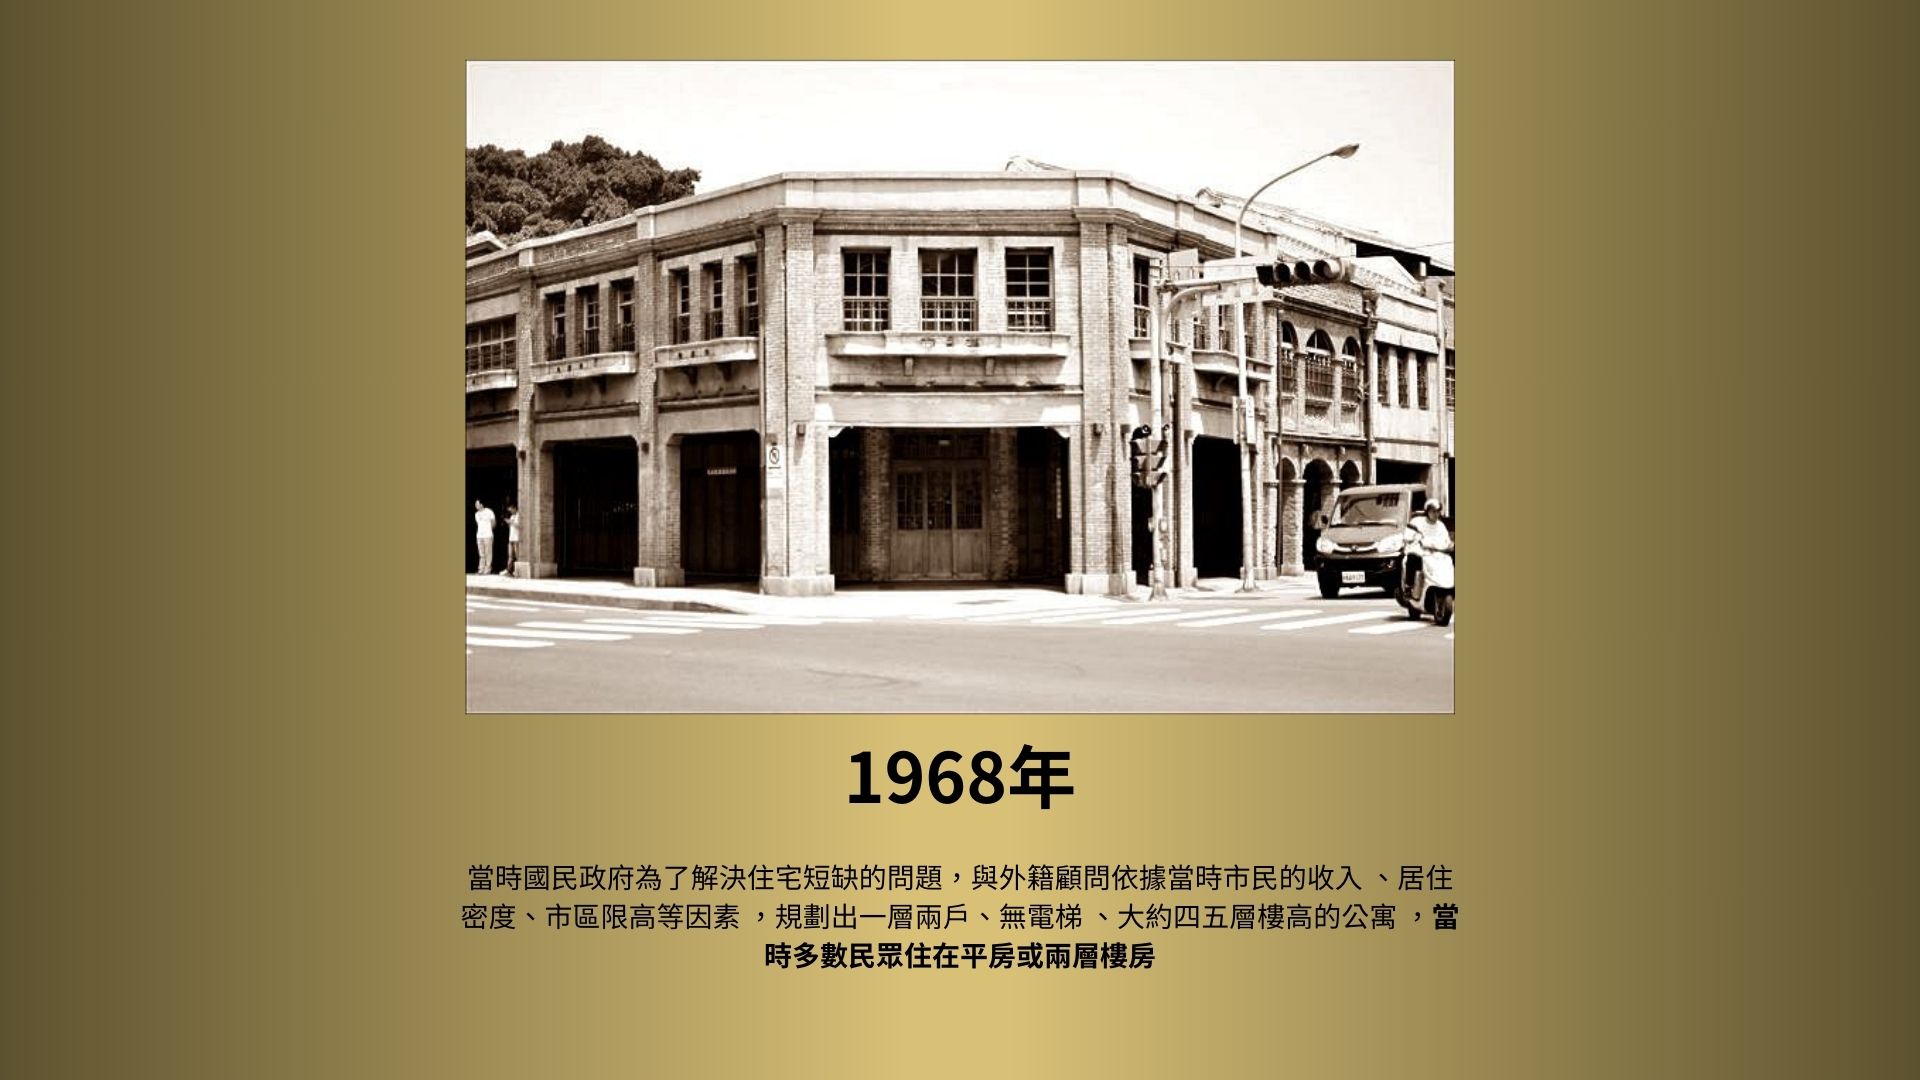 1968年
當時國民政府為了解決住宅短缺的問題，與外籍顧問依據當時市民的收入 、居住
密度、市區限高等因素 ，規劃出一層兩戶、無電梯 、大約四五層樓高的公寓 ，當
時多數民眾住在平房或兩層樓房